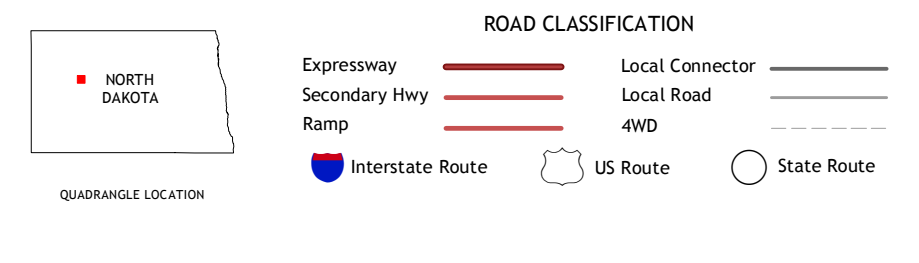 ROAD CLASSIFICATION
Expressway
Local Connector
Secondary Hwy
Local Road
Ramp
4WD
Interstate Route
US Route
State Route
NORTH
DAKOTA
QUADRANGLE LOCATION